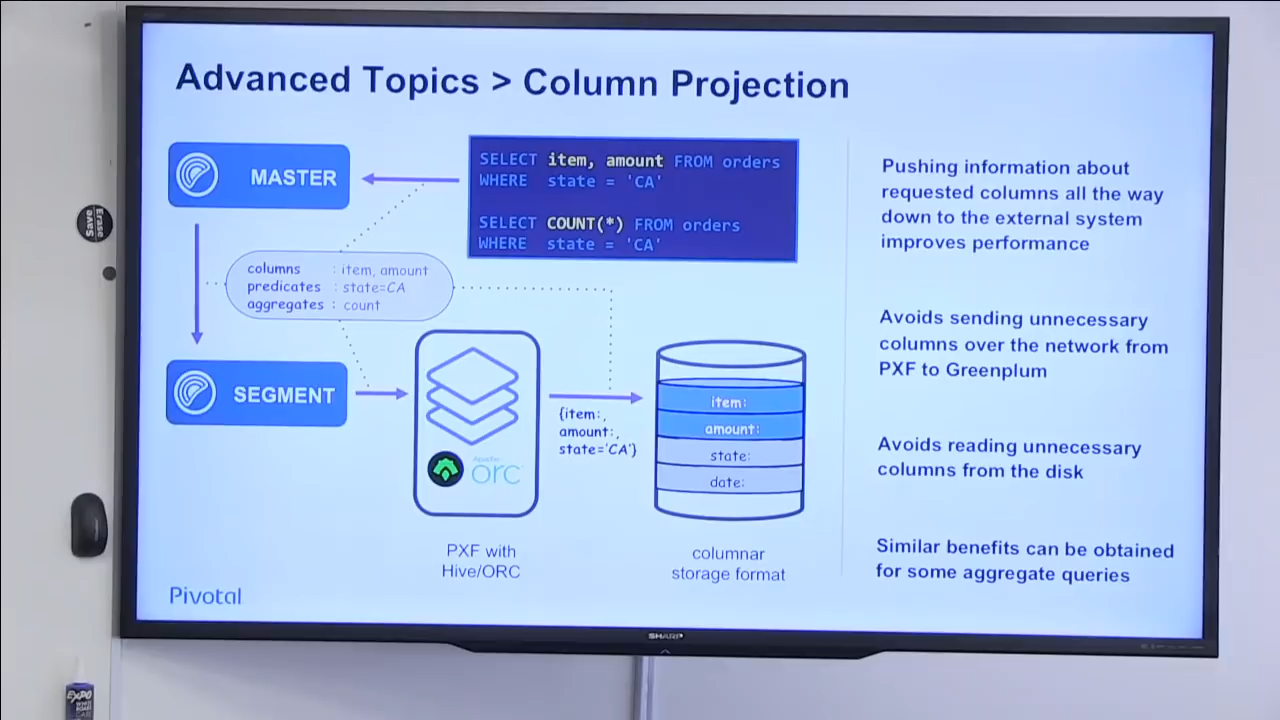 Advanced Topics > Column Projection
MASTER
SELECT item, amount FROM orders
WHERE state = 'CA'
SELECT COUNT(*) FROM orders
WHERE state = 'CA'
columns : item, amount
predicates : state=CA
aggregates : count
SEGMENT
Apache
orc
{item:,
amount:,
state='CA'}
item:
amount:
state:
date:
PXF with
Hive/ORC
columnar
storage format
Pushing information about
requested columns all the way
down to the external system
improves performance
Avoids sending unnecessary
columns over the network from
PXF to Greenplum
Avoids reading unnecessary
columns from the disk
Similar benefits can be obtained
for some aggregate queries
Pivotal
SHARP
Save
Erase
EXPO